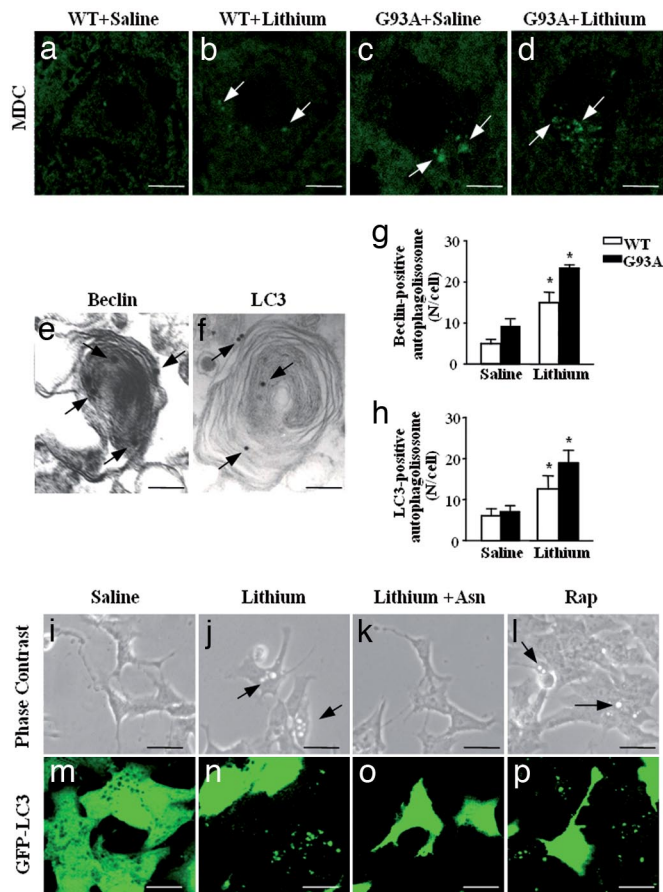 WT+Saline WT+Lithium G93A+Saline G93A+Lithium
MDC
a b c d
g
WT
G93A
Beclin-positive
autophagolisosome
(N/cell)
30
20
10
0
* *
Saline Lithium
Beclin LC3
e f
h
LC3-positive
autophagolisosome
(N/cell)
30
20
10
0
* *
Saline Lithium
Saline Lithium Lithium +Asn Rap
Phase Contrast
i j k l
GFP-LC3
m n o p